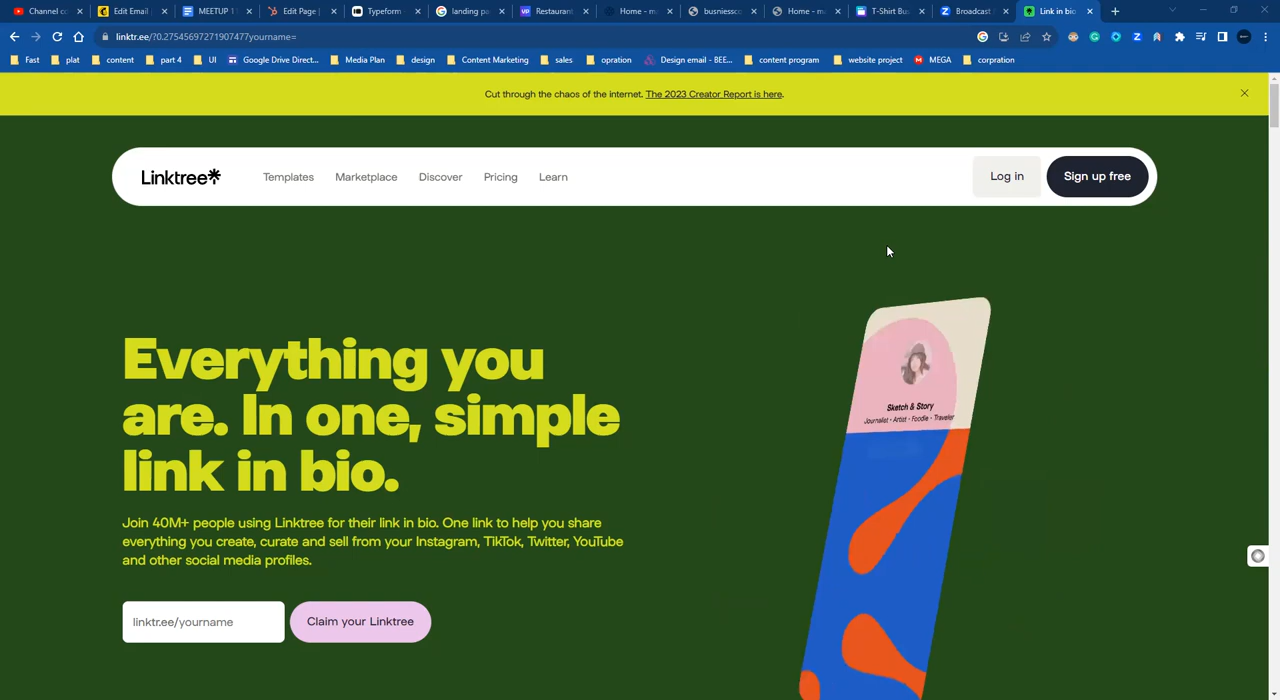 Channel co
Edit Email
MEETUP 1
Edit Page |
Typeform
landing pa
Restauran
Home - m
busniessco
Home - m
T-Shirt Bus
Broadcast
Link in bio
linktr.ee/?0.2754569727190747?yourname=
Fast
plat
content
part 4
UI
Google Drive Direct...
Media Plan
design
Content Marketing
sales
opration
Design email - BEE...
content program
website project
MEGA
corpration
Cut through the chaos of the internet. The 2023 Creator Report is here.
Linktree
Templates
Marketplace
Discover
Pricing
Learn
Log in
Sign up free
Everything you
are. In one, simple
link in bio.
Join 40M+ people using Linktree for their link in bio. One link to help you share
everything you create, curate and sell from your Instagram, TikTok, Twitter, YouTube
and other social media profiles.
linktr.ee/yourname
Claim your Linktree
Sketch & Story
Journalist - Artist - Foodie - Traveler